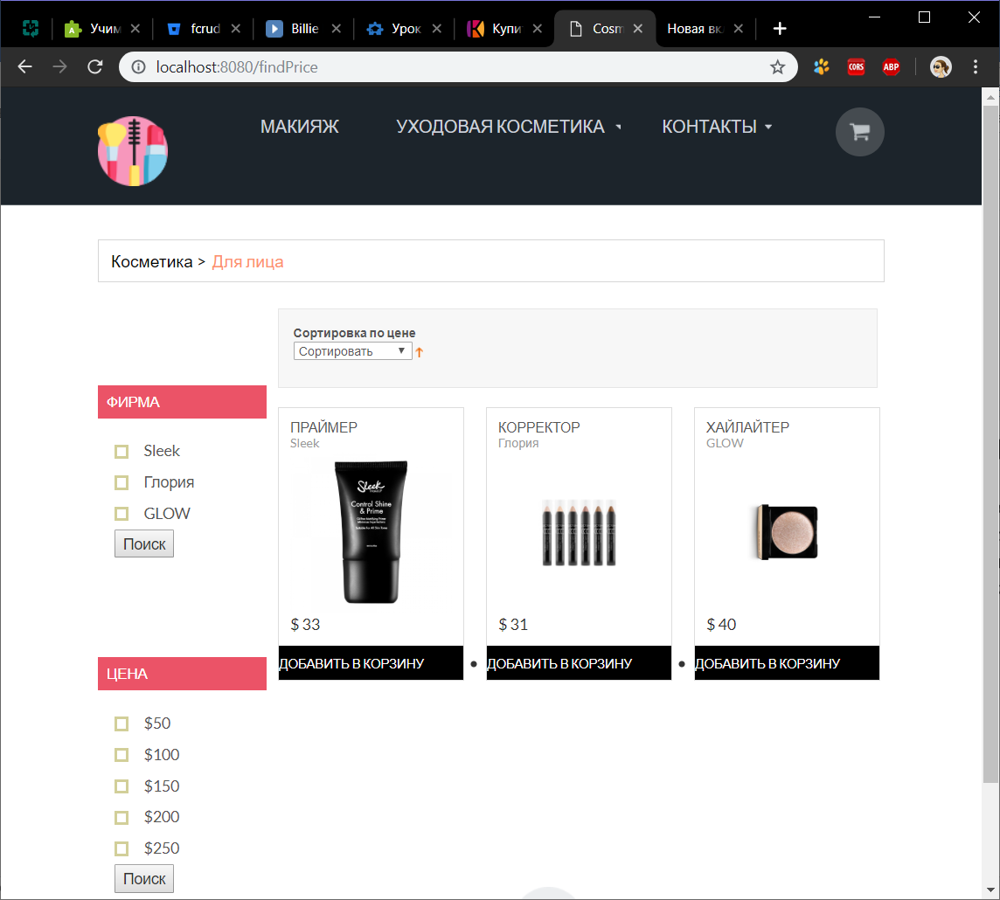 Учим
fcrud
Billie
Урок
Купи
Cosm
Новая вк
localhost:8080/findPrice
CORS
ABP
МАКИЯЖ
УХОДОВАЯ КОСМЕТИКА
КОНТАКТЫ
Косметика > Для лица
Сортировка по цене
Сортировать
ФИРМА
Sleek
Глория
GLOW
Поиск
ПРАЙМЕР
Sleek
Sleek
Control Shine
& Prime
$ 33
ДОБАВИТЬ В КОРЗИНУ
КОРРЕКТОР
Глория
$ 31
ДОБАВИТЬ В КОРЗИНУ
ХАЙЛАЙТЕР
GLOW
$ 40
ДОБАВИТЬ В КОРЗИНУ
ЦЕНА
$50
$100
$150
$200
$250
Поиск